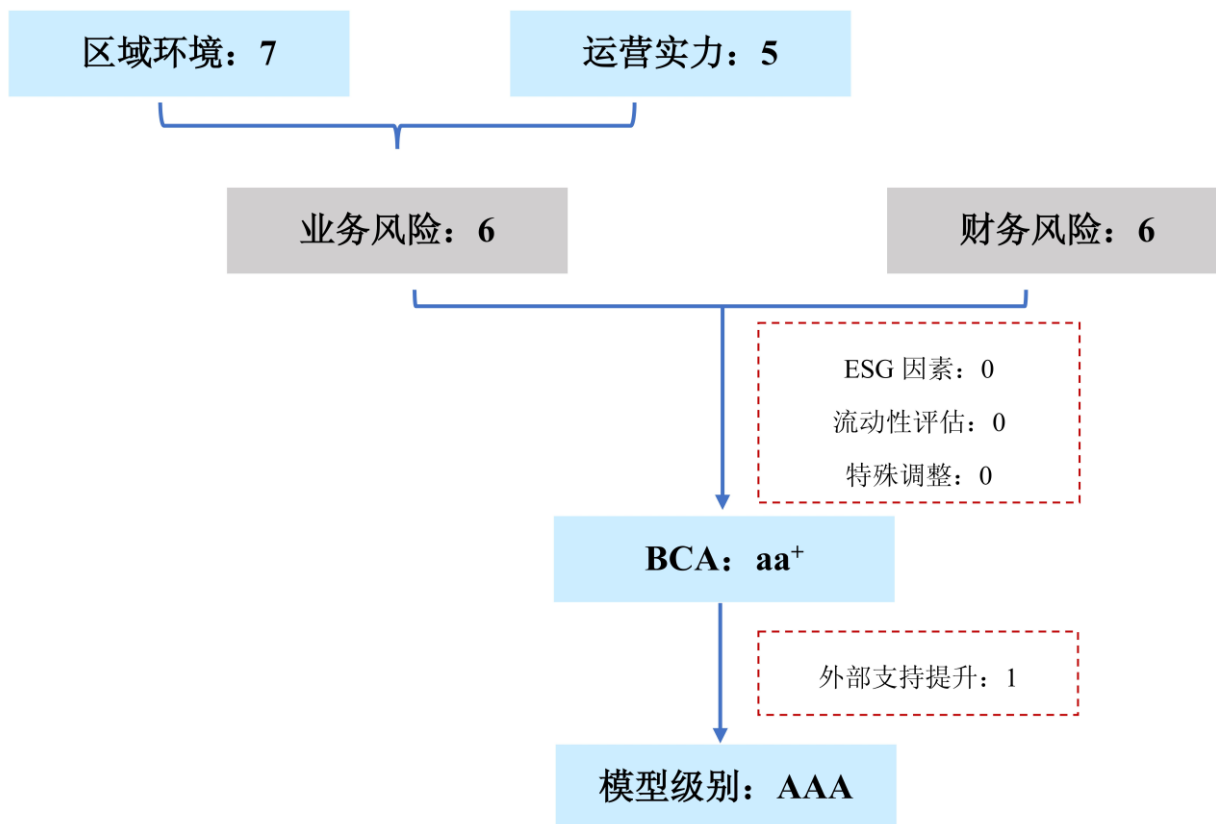 区域环境：7
运营实力：5
业务风险：6
财务风险：6
ESG 因素：0
流动性评估：0
特殊调整：0
BCA：aa⁺
外部支持提升：1
模型级别：AAA